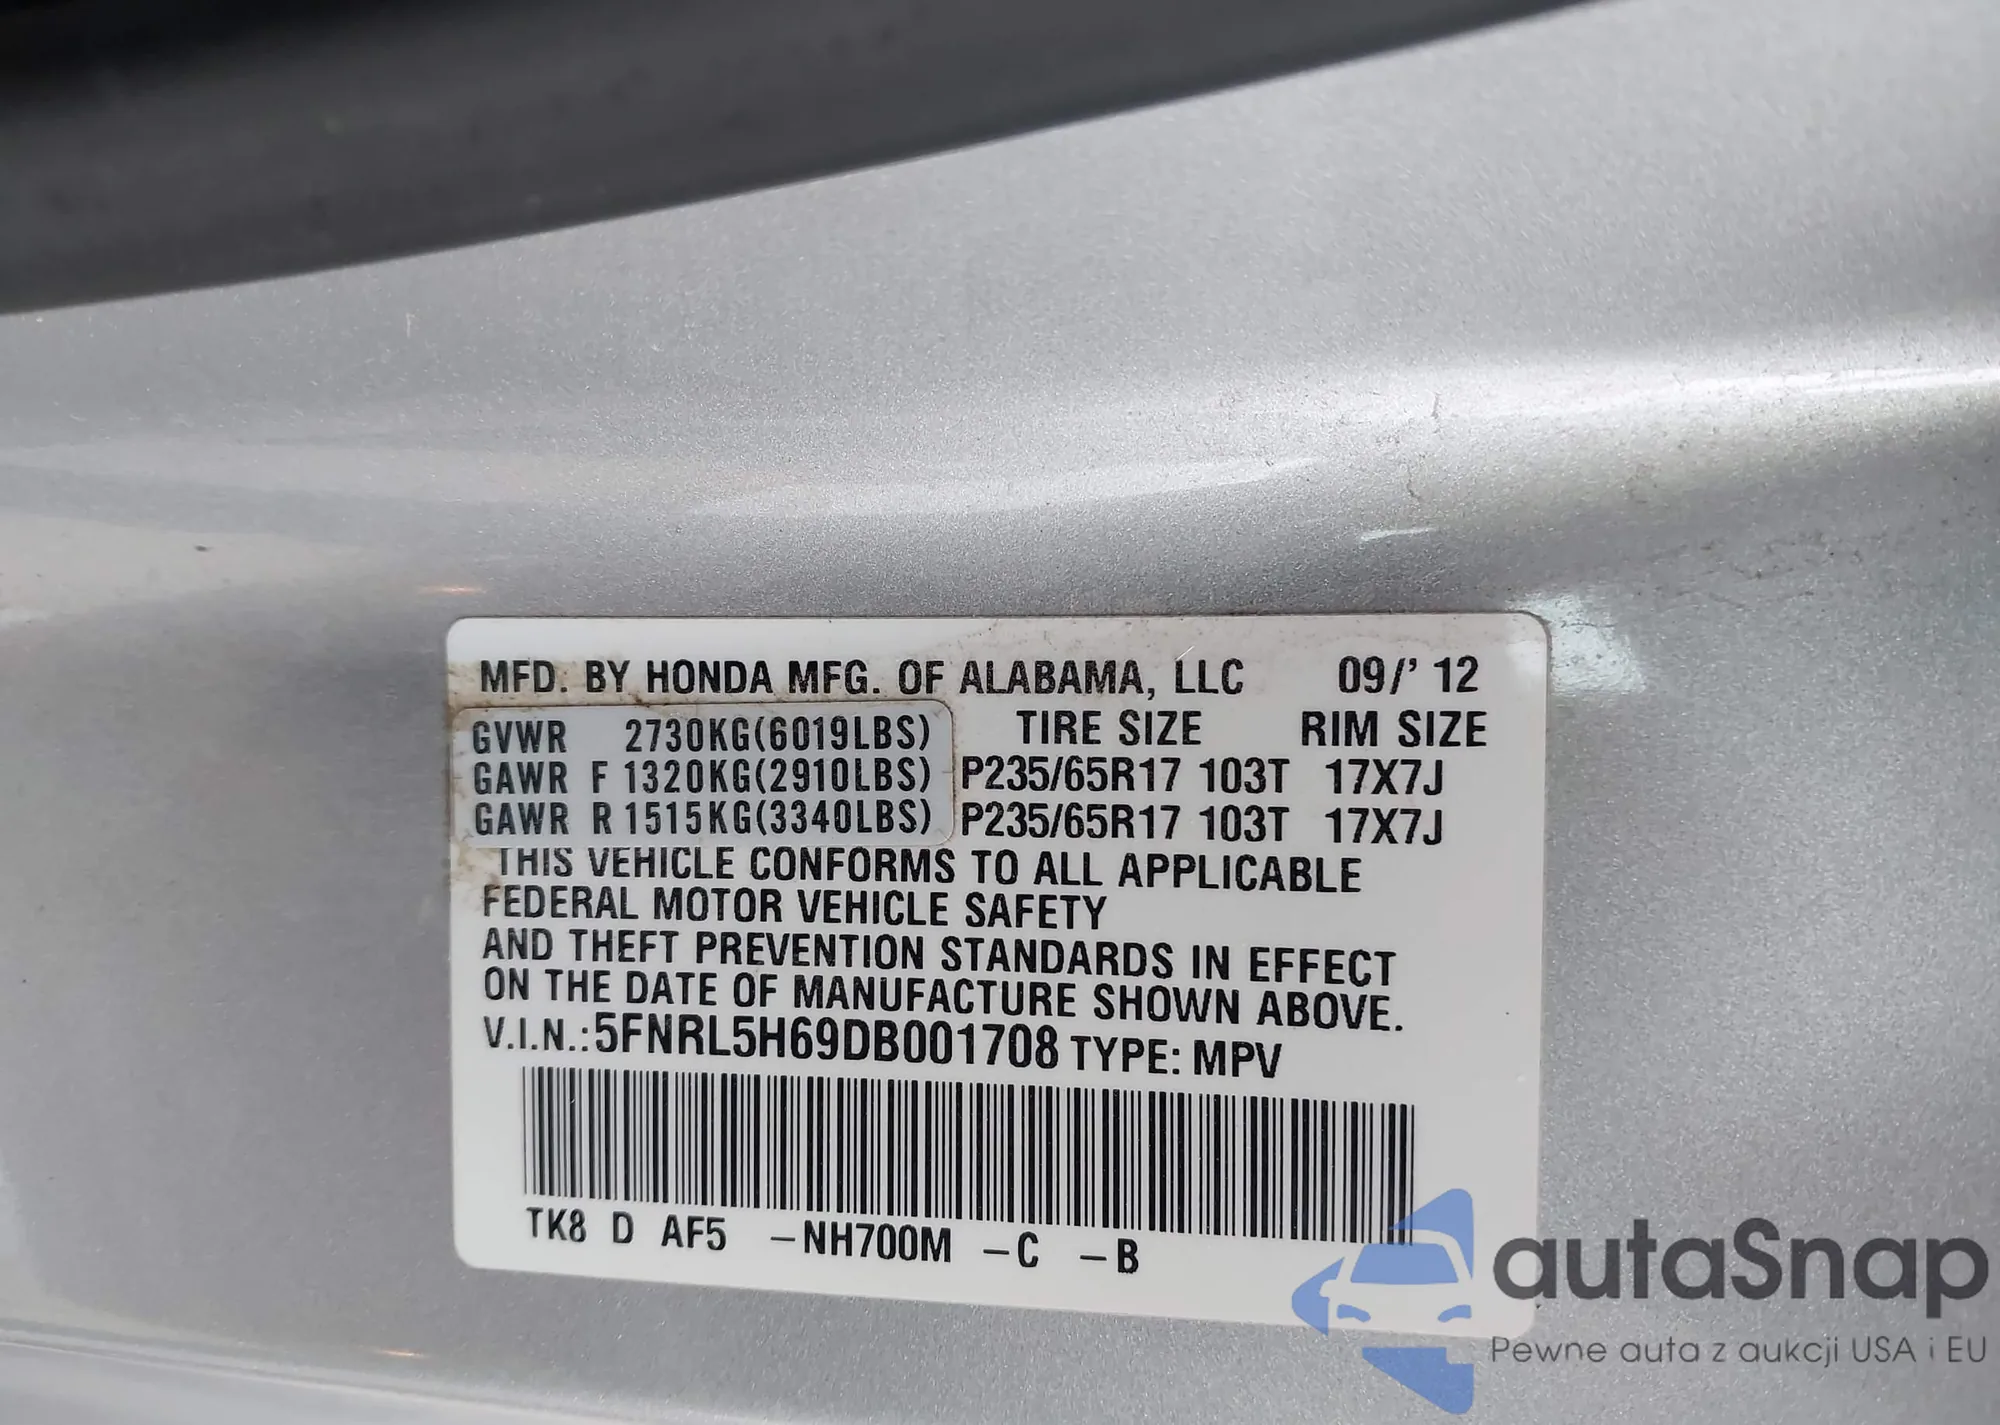 MFD. BY HONDA MFG. OF ALABAMA, LLC 09/' 12
GVWR 2730KG(6019LBS) TIRE SIZE RIM SIZE
GAWR F 1320KG(2910LBS) P235/65R17 103T 17X7J
GAWR R 1515KG(3340LBS) P235/65R17 103T 17X7J
THIS VEHICLE CONFORMS TO ALL APPLICABLE
FEDERAL MOTOR VEHICLE SAFETY
AND THEFT PREVENTION STANDARDS IN EFFECT
ON THE DATE OF MANUFACTURE SHOWN ABOVE.
V.I.N.:5FNRL5H69DB001708 TYPE: MPV
TK8 D AF5 -NH700M -C -B
autaSnap
Pewne auta z aukcji USA i EU